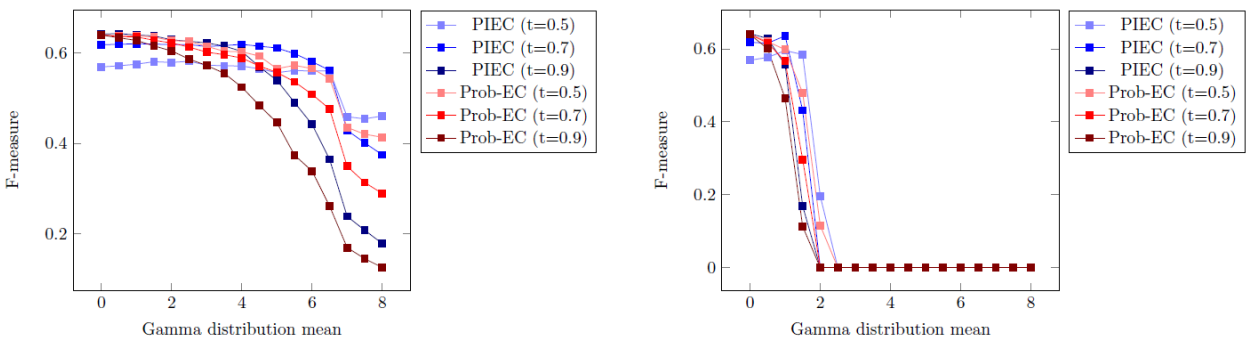 PIEC (t=0.5)
PIEC (t=0.7)
PIEC (t=0.9)
Prob-EC (t=0.5)
Prob-EC (t=0.7)
Prob-EC (t=0.9)
0.6
0.4
0.2
F-measure
0 2 4 6 8
Gamma distribution mean
PIEC (t=0.5)
PIEC (t=0.7)
PIEC (t=0.9)
Prob-EC (t=0.5)
Prob-EC (t=0.7)
Prob-EC (t=0.9)
0.6
0.4
0.2
0
F-measure
0 2 4 6 8
Gamma distribution mean